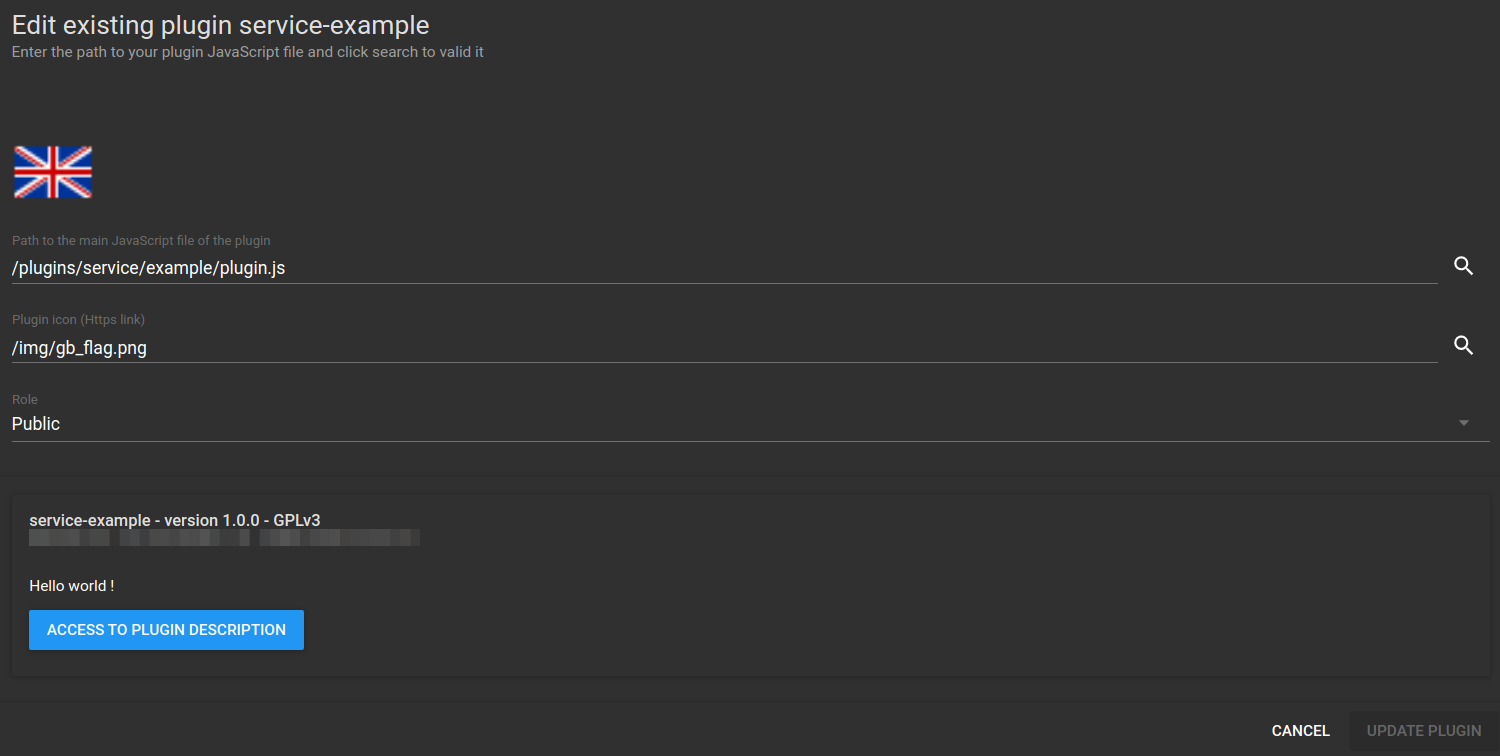 Edit existing plugin service-example
Enter the path to your plugin JavaScript file and click search to valid it
Path to the main JavaScript file of the plugin
/plugins/service/example/plugin.js
Plugin icon (Https link)
/img/gb_flag.png
Role
Public
service-example - version 1.0.0 - GPLv3
Hello world !
ACCESS TO PLUGIN DESCRIPTION
CANCEL UPDATE PLUGIN